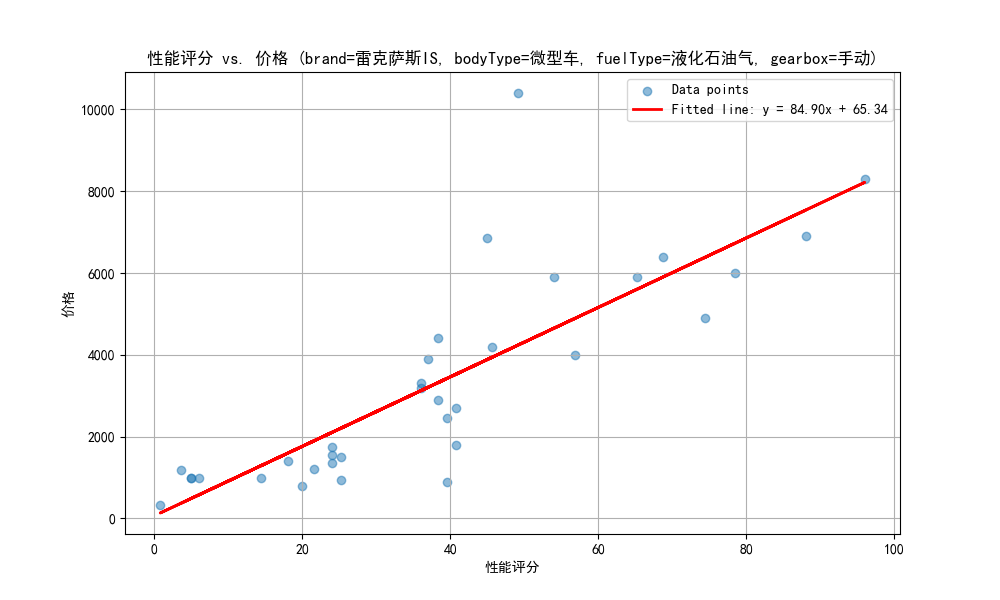 性能评分 vs. 价格 (brand=雷克萨斯IS, bodyType=微型车, fuelType=液化石油气, gearbox=手动)
Data points
Fitted line: y = 84.90x + 65.34
10000
8000
6000
4000
2000
0
价格
0 20 40 60 80 100
性能评分